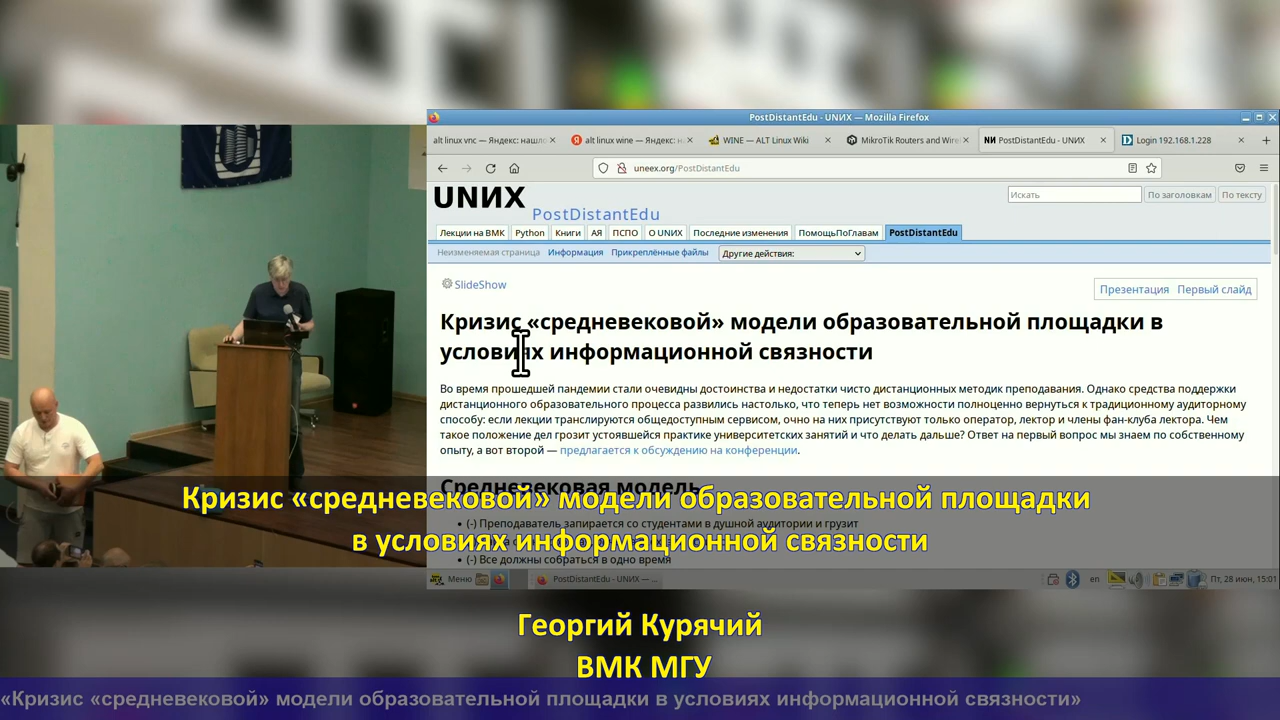 PostDistantEdu - UNИX — Mozilla Firefox
alt linux vnc — Яндекс: нашло
alt linux wine — Яндекс: н
WINE — ALT Linux Wiki
MikroTik Routers and Wire
PostDistantEdu - UNИX
Login 192.168.1.228
uneex.org/PostDistantEdu
UNИX
PostDistantEdu
Искать
По заголовкам
По тексту
Лекции на ВМК
Python
Книги
АЯ
ПСПО
О UNИX
Последние изменения
ПомощьПоГлавам
PostDistantEdu
Неизменяемая страница
Информация
Прикреплённые файлы
Другие действия:
SlideShow
Презентация Первый слайд
Кризис «средневековой» модели образовательной площадки в
условиях информационной связности
Во время прошедшей пандемии стали очевидны достоинства и недостатки чисто дистанционных методик преподавания. Однако средства поддержки
дистанционного образовательного процесса развились настолько, что теперь нет возможности полноценно вернуться к традиционному аудиторному
способу: если лекции транслируются общедоступным сервисом, очно на них присутствуют только оператор, лектор и члены фан-клуба лектора. Чем
такое положение дел грозит устоявшейся практике университетских занятий и что делать дальше? Ответ на первый вопрос мы знаем по собственному
опыту, а вот второй — предлагается к обсуждению на конференции.
Средневековая модель
(-) Преподаватель запирается со студентами в душной аудитории и грузит
(-) Все должны собраться в одно время
Меню
PostDistantEdu - UNИX — ...
en
Пт, 28 июн, 15:01
Кризис «средневековой» модели образовательной площадки
в условиях информационной связности
Георгий Курячий
ВМК МГУ
«Кризис «средневековой» модели образовательной площадки в условиях информационной связности»